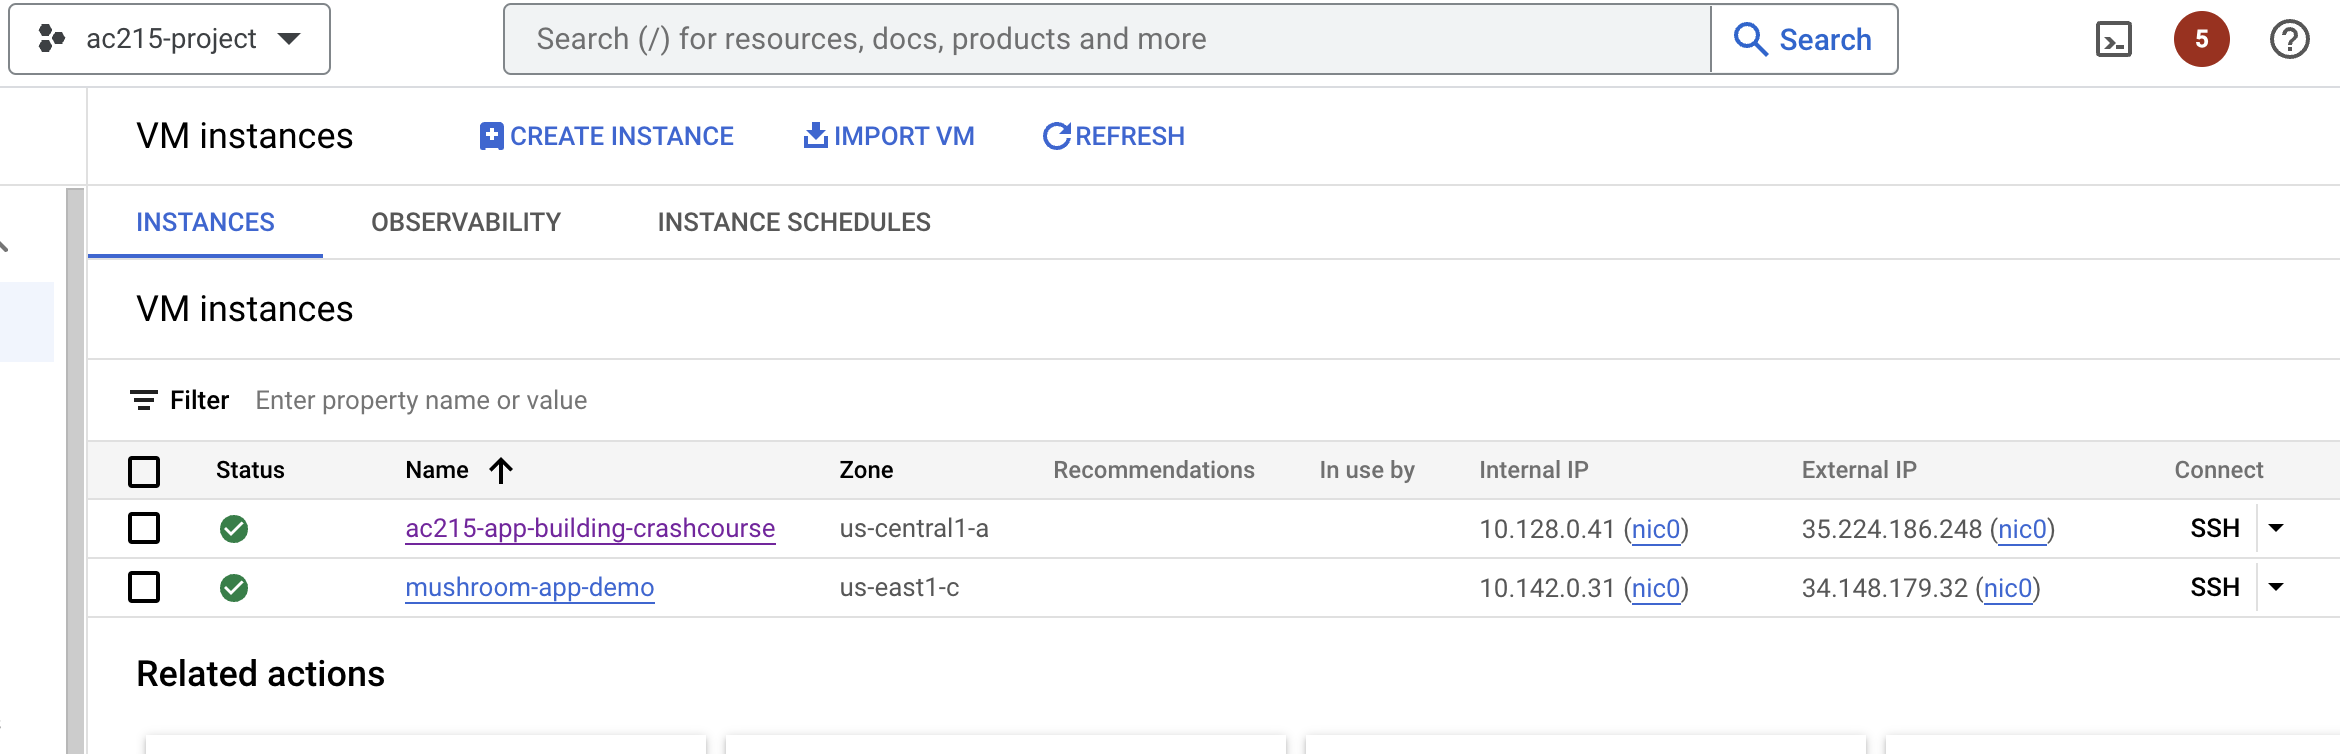 ac215-project
Search (/) for resources, docs, products and more
Search
5
VM instances
CREATE INSTANCE
IMPORT VM
REFRESH
INSTANCES
OBSERVABILITY
INSTANCE SCHEDULES
VM instances
Filter Enter property name or value
Status Name Zone Recommendations In use by Internal IP External IP Connect
ac215-app-building-crashcourse us-central1-a 10.128.0.41 (nic0) 35.224.186.248 (nic0) SSH
mushroom-app-demo us-east1-c 10.142.0.31 (nic0) 34.148.179.32 (nic0) SSH
Related actions